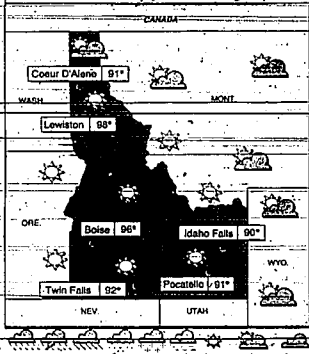 CANADA
Coeur D'Alene 91°
WASH.
MONT.
Lewiston 98°
ORE.
Boise 96°
Idaho Falls 90°
WYO.
Twin Falls 92°
Pocatello 91°
NEV.
UTAH